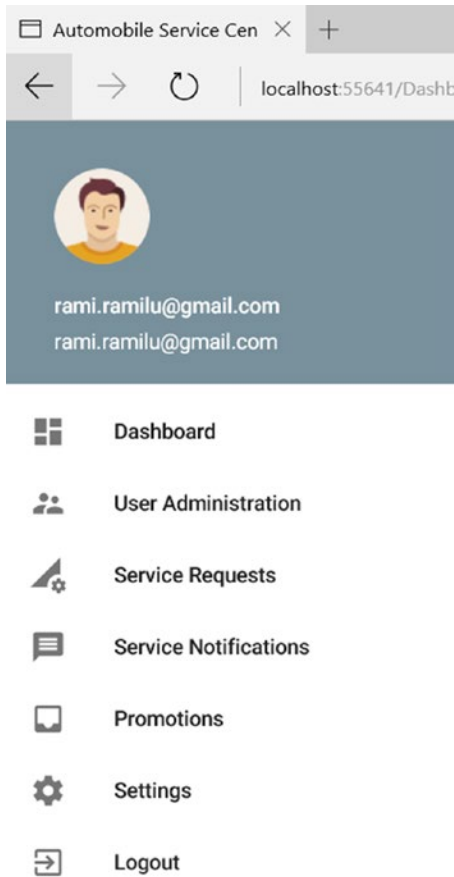 Automobile Service Cen
localhost:55641/Dashb
rami.ramilu@gmail.com
rami.ramilu@gmail.com
Dashboard
User Administration
Service Requests
Service Notifications
Promotions
Settings
Logout